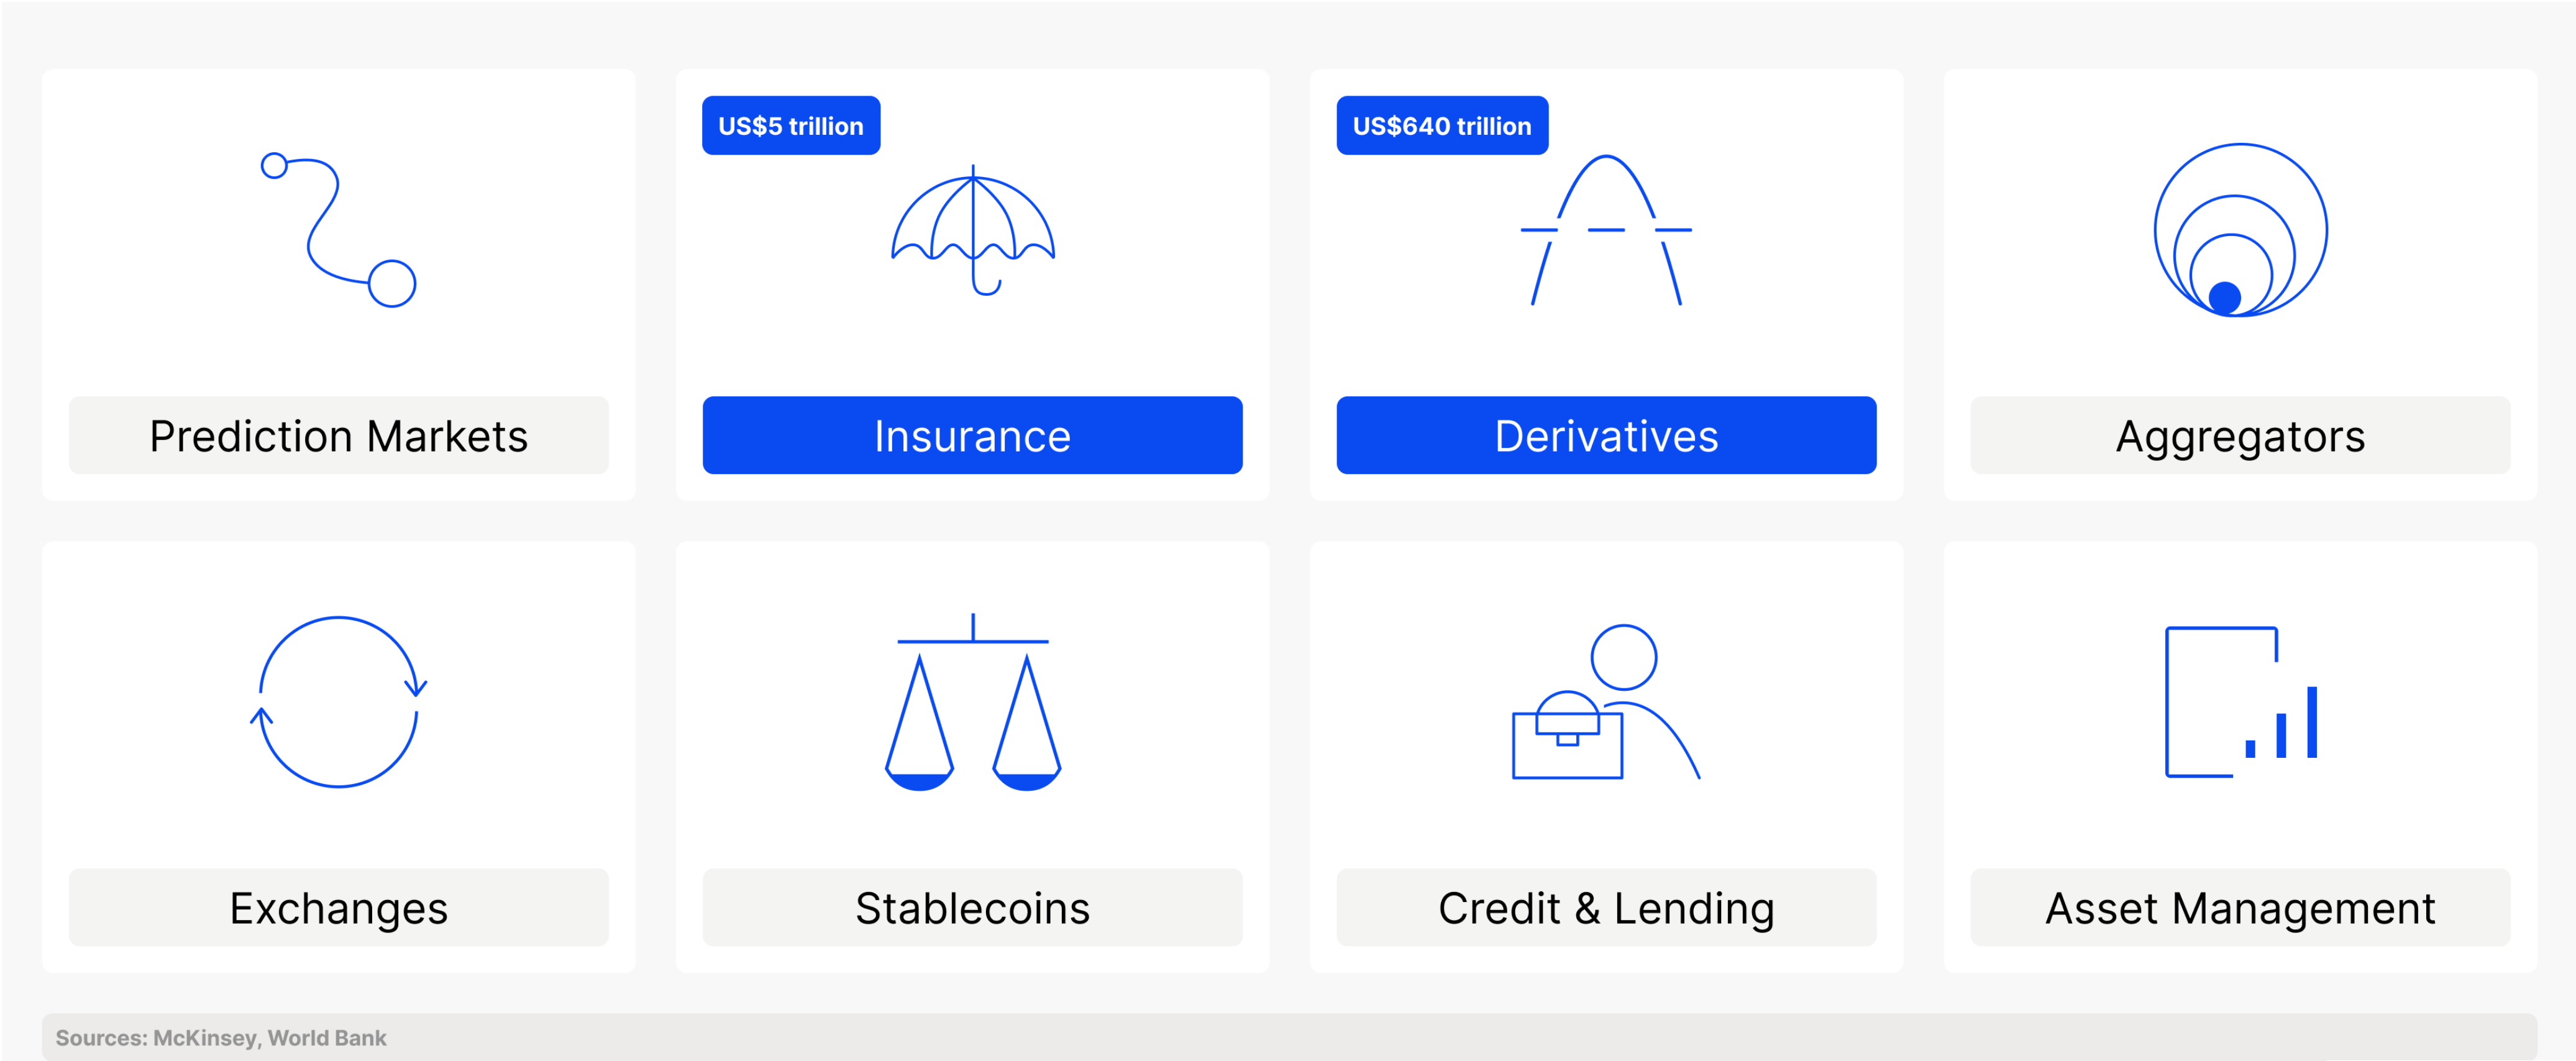 US$5 trillion
US$640 trillion
Prediction Markets
Insurance
Derivatives
Aggregators
Exchanges
Stablecoins
Credit & Lending
Asset Management
Sources: McKinsey, World Bank